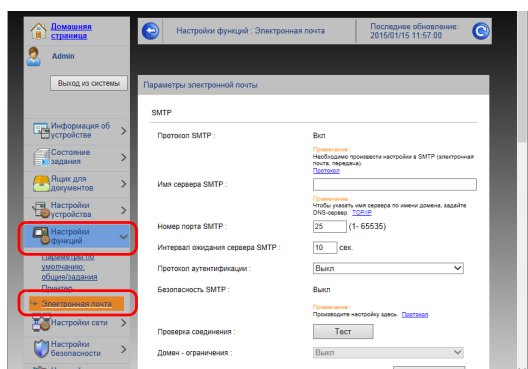 Домашняя
страница
Admin
Выход из системы
Информация об
устройстве
Состояние
задания
Ящик для
документов
Настройки
устройства
Настройки
функций
Параметры по
умолчанию:
общие/задания
Принтер
Электронная почта
Настройки сети
Настройки
безопасности
Настройки функций : Электронная почта
Последнее обновление:
2015/01/15 11:57:00
Параметры электронной почты
SMTP
Протокол SMTP :
Вкл
Примечание :
Необходимо произвести настройки в SMTP (электронная
почта, передача).
Протокол
Имя сервера SMTP :
Примечание :
Чтобы указать имя сервера по имени домена, задайте
DNS-сервер. TCP/IP
Номер порта SMTP :
25 (1- 65535)
Интервал ожидания сервера SMTP :
10 сек.
Протокол аутентификации :
Выкл
Безопасность SMTP :
Выкл
Примечание :
Производите настройку здесь. Протокол
Проверка соединения :
Тест
Домен - ограничения :
Выкл